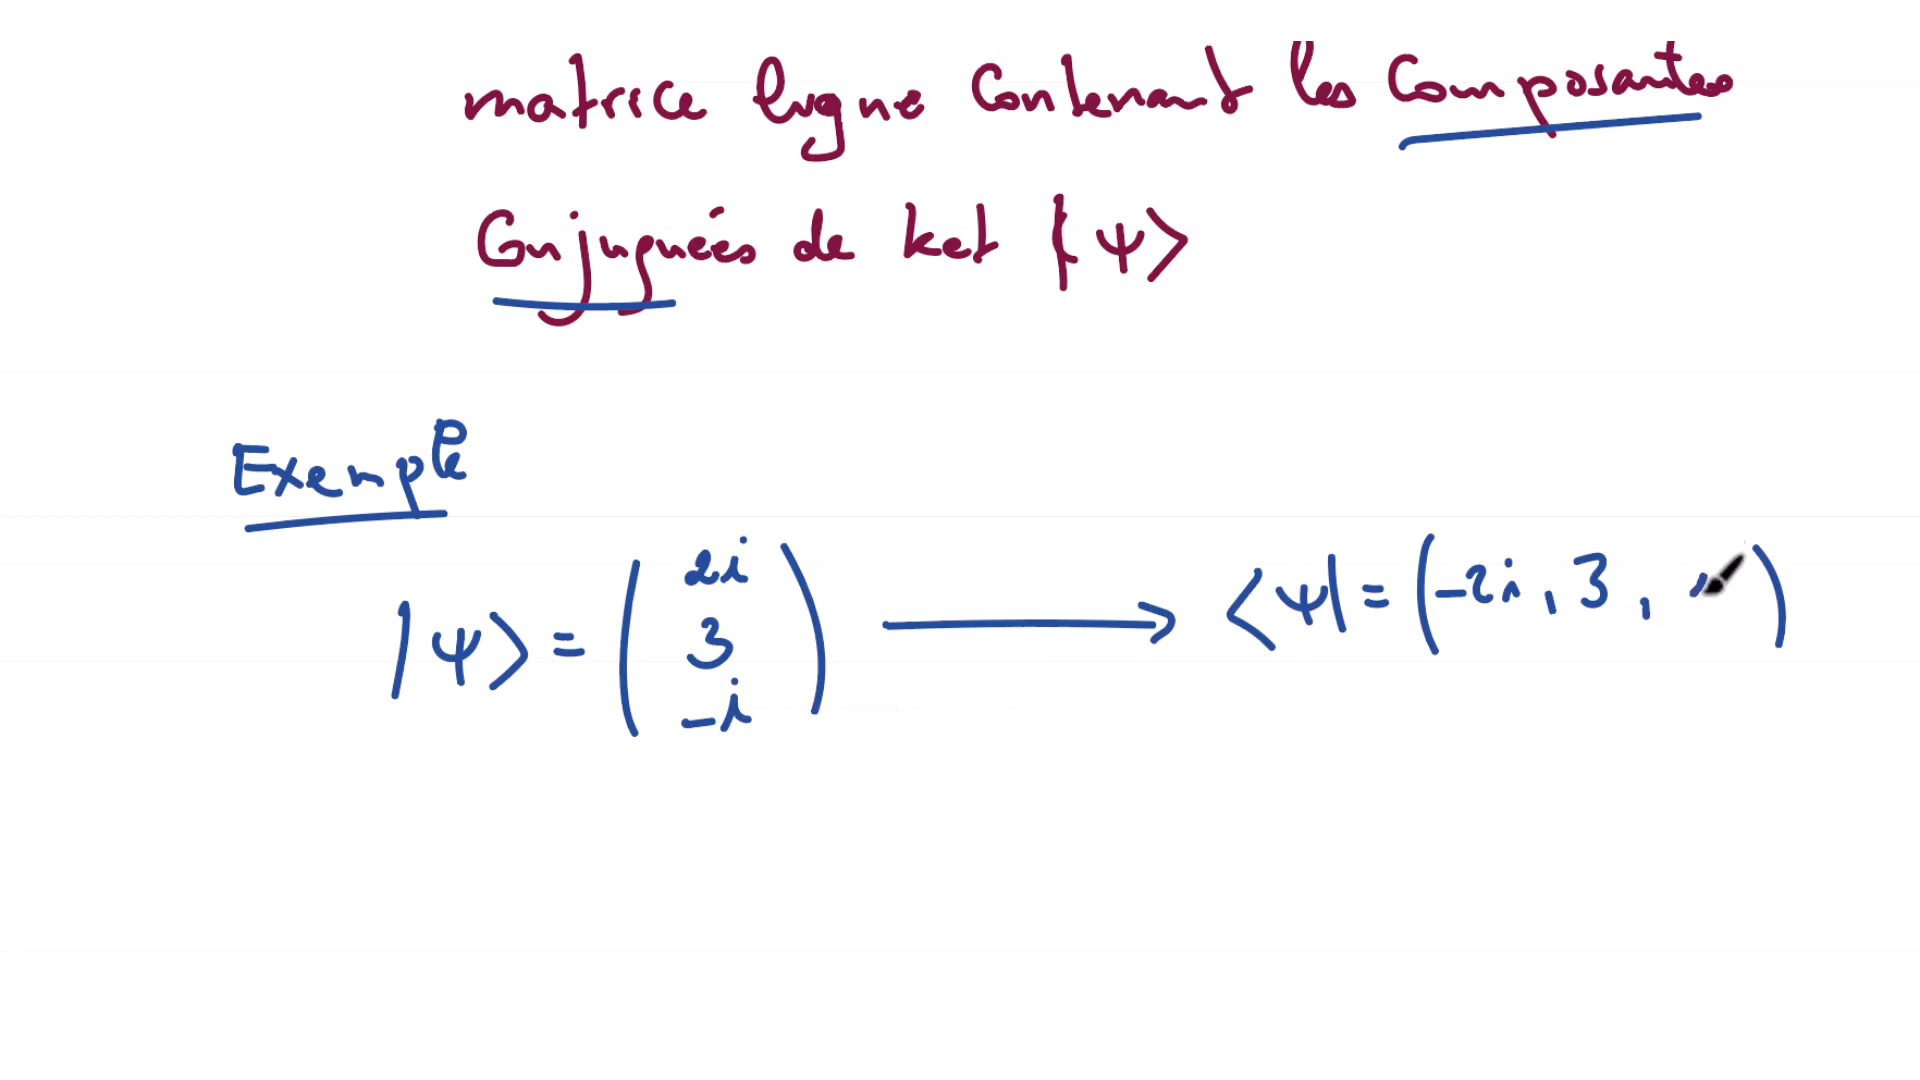 matrice ligne contenant les composantes
Conjuguées de ket |ψ>
Exemple
|ψ> = ( 2i 3 -i ) ⟶ <ψ| = ( -2i , 3 , )